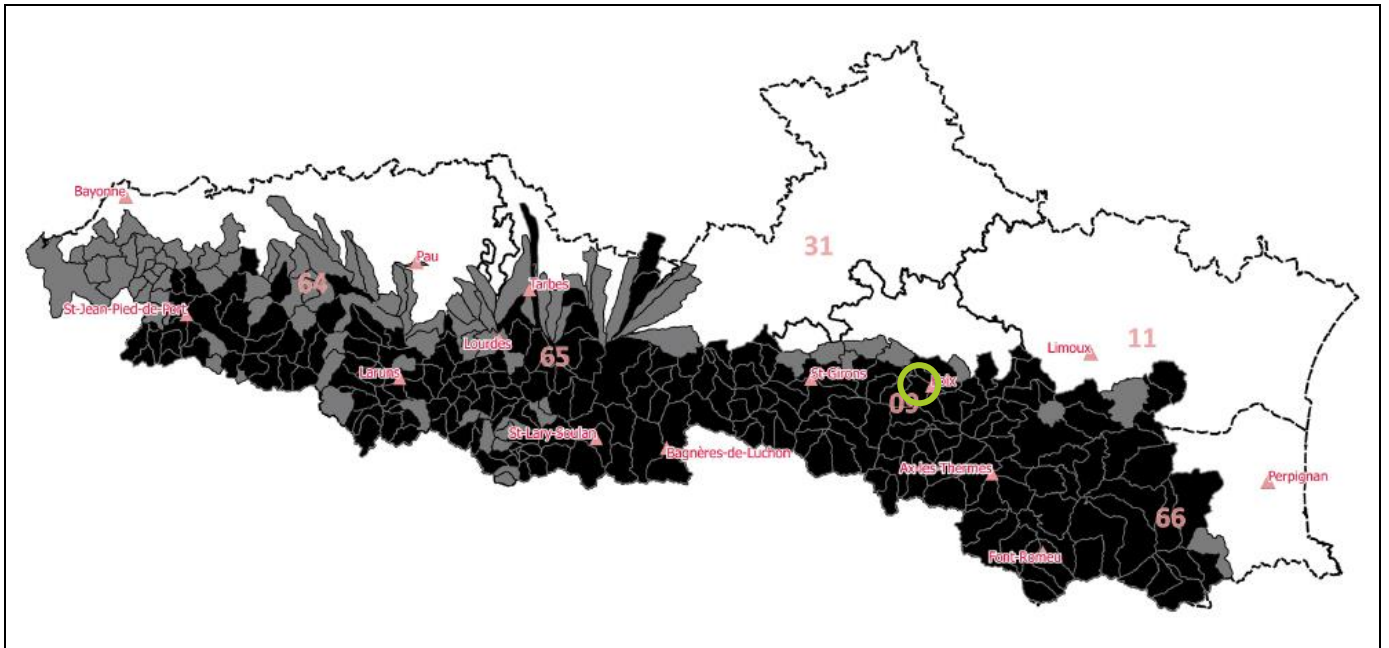 Bayonne
31
Pau
64
Tarbes
St-Jean-Pied-de-Port
Lourdes
65
11
Limoux
Laruns
St-Girons
09
St-Lary-Soulan
Bagnères-de-Luchon
Ax-les-Thermes
Perpignan
66
Font-Romeu